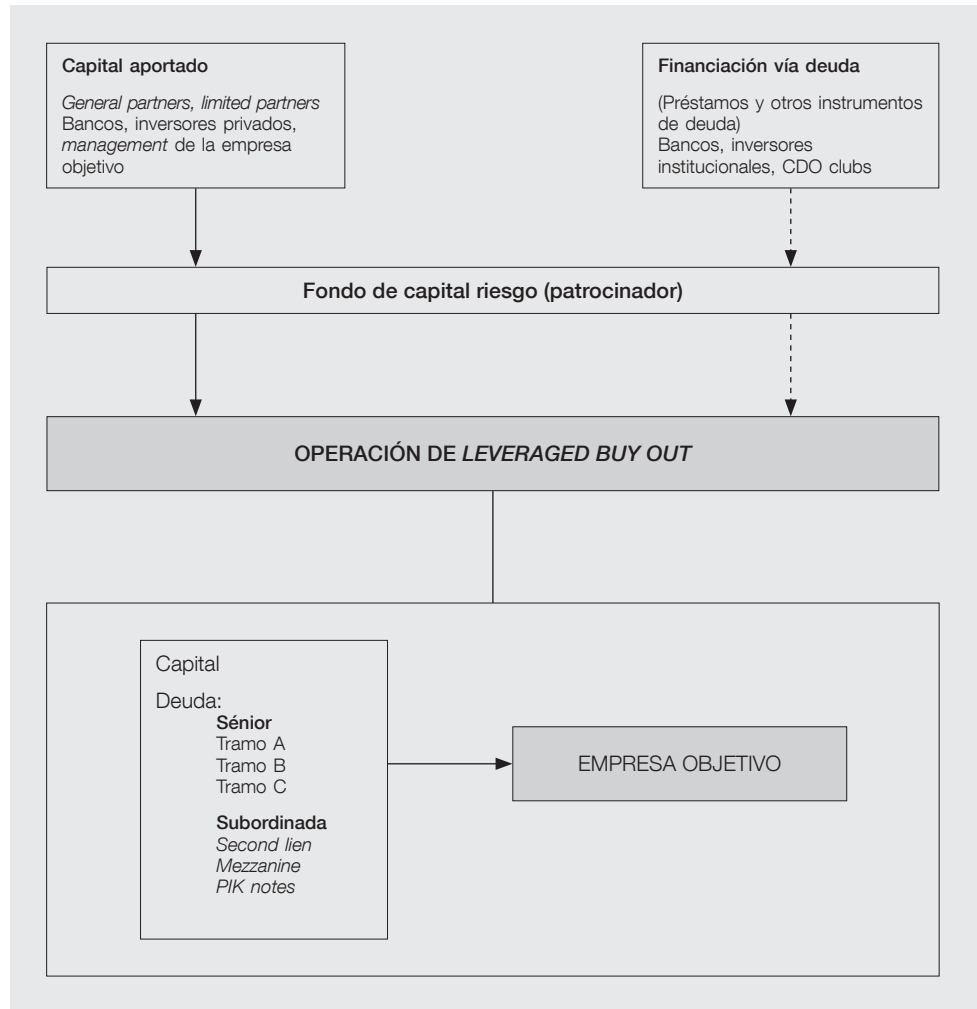 Capital aportado
General partners, limited partners
Bancos, inversores privados,
management de la empresa
objetivo
Financiación vía deuda
(Préstamos y otros instrumentos
de deuda)
Bancos, inversores
institucionales, CDO clubs
Fondo de capital riesgo (patrocinador)
OPERACIÓN DE LEVERAGED BUY OUT
Capital
Deuda:
Sénior
Tramo A
Tramo B
Tramo C
Subordinada
Second lien
Mezzanine
PIK notes
EMPRESA OBJETIVO